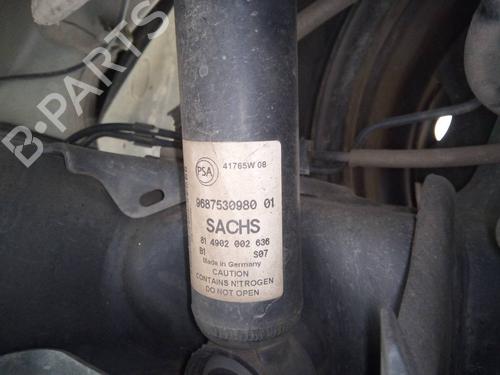 B-PARTS
PSA
41765W 08
9687530980 01
SACHS
81 4902 002 636
B1 S07
Made in Germany
CAUTION
CONTAINS NITROGEN
DO NOT OPEN